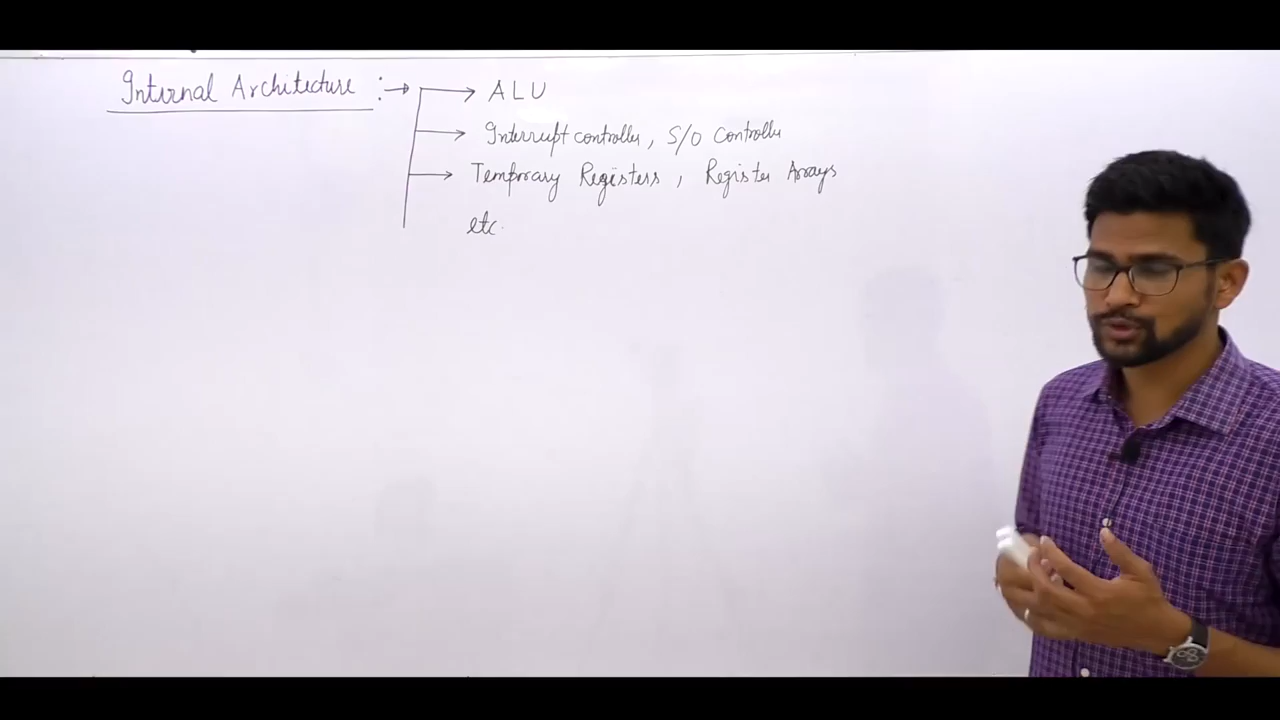 Internal Architecture :→ → ALU
→ Interrupt controller, S/O Controller
→ Temporary Registers, Register Arrays
etc.